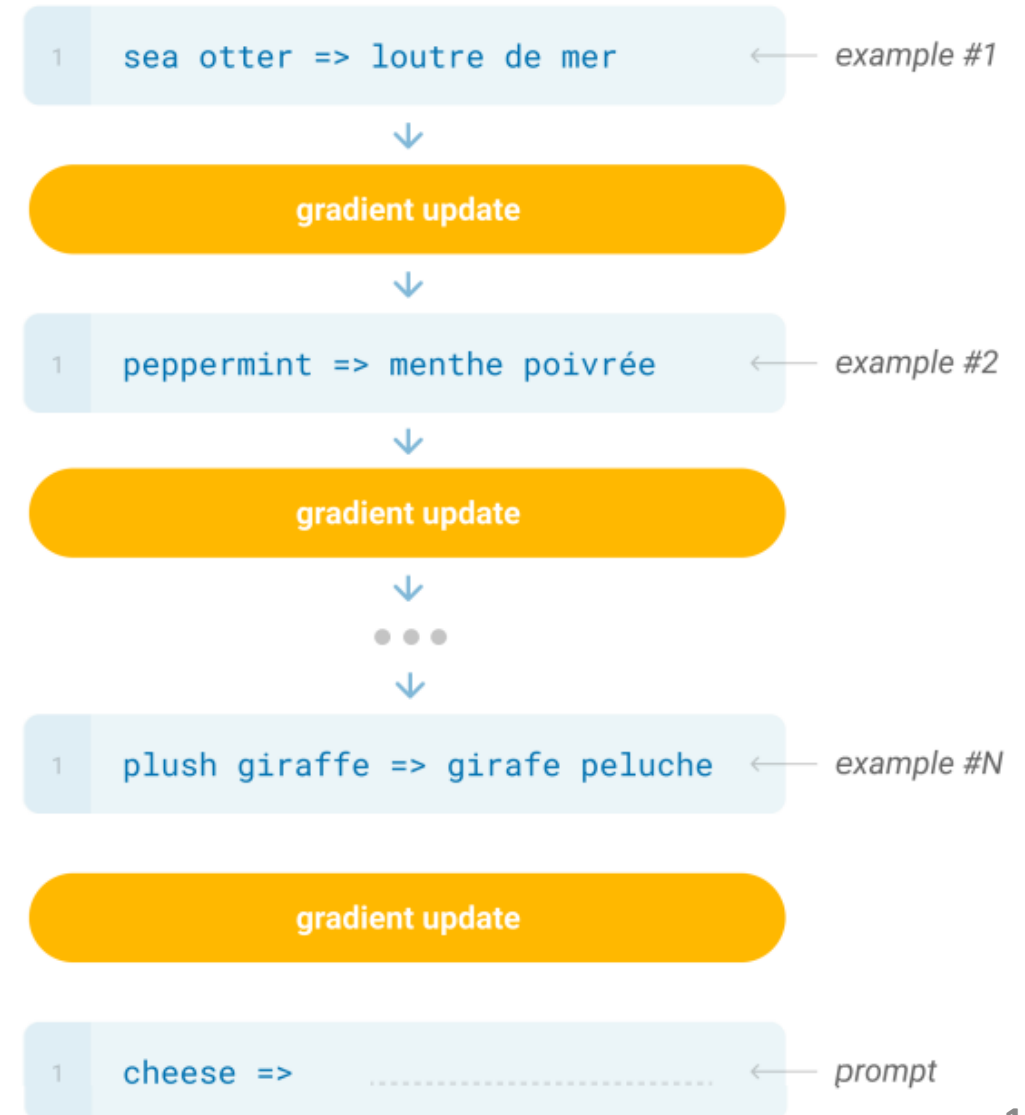 1 sea otter => loutre de mer example #1
gradient update
1 peppermint => menthe poivrée example #2
gradient update
1 plush giraffe => girafe peluche example #N
gradient update
1 cheese => prompt